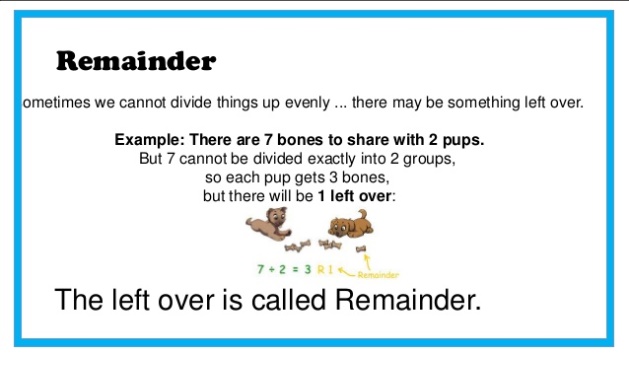 Remainder
ometimes we cannot divide things up evenly ... there may be something left over.
Example: There are 7 bones to share with 2 pups.
But 7 cannot be divided exactly into 2 groups,
so each pup gets 3 bones,
but there will be 1 left over:
7 ÷ 2 = 3 R 1
Remainder
The left over is called Remainder.